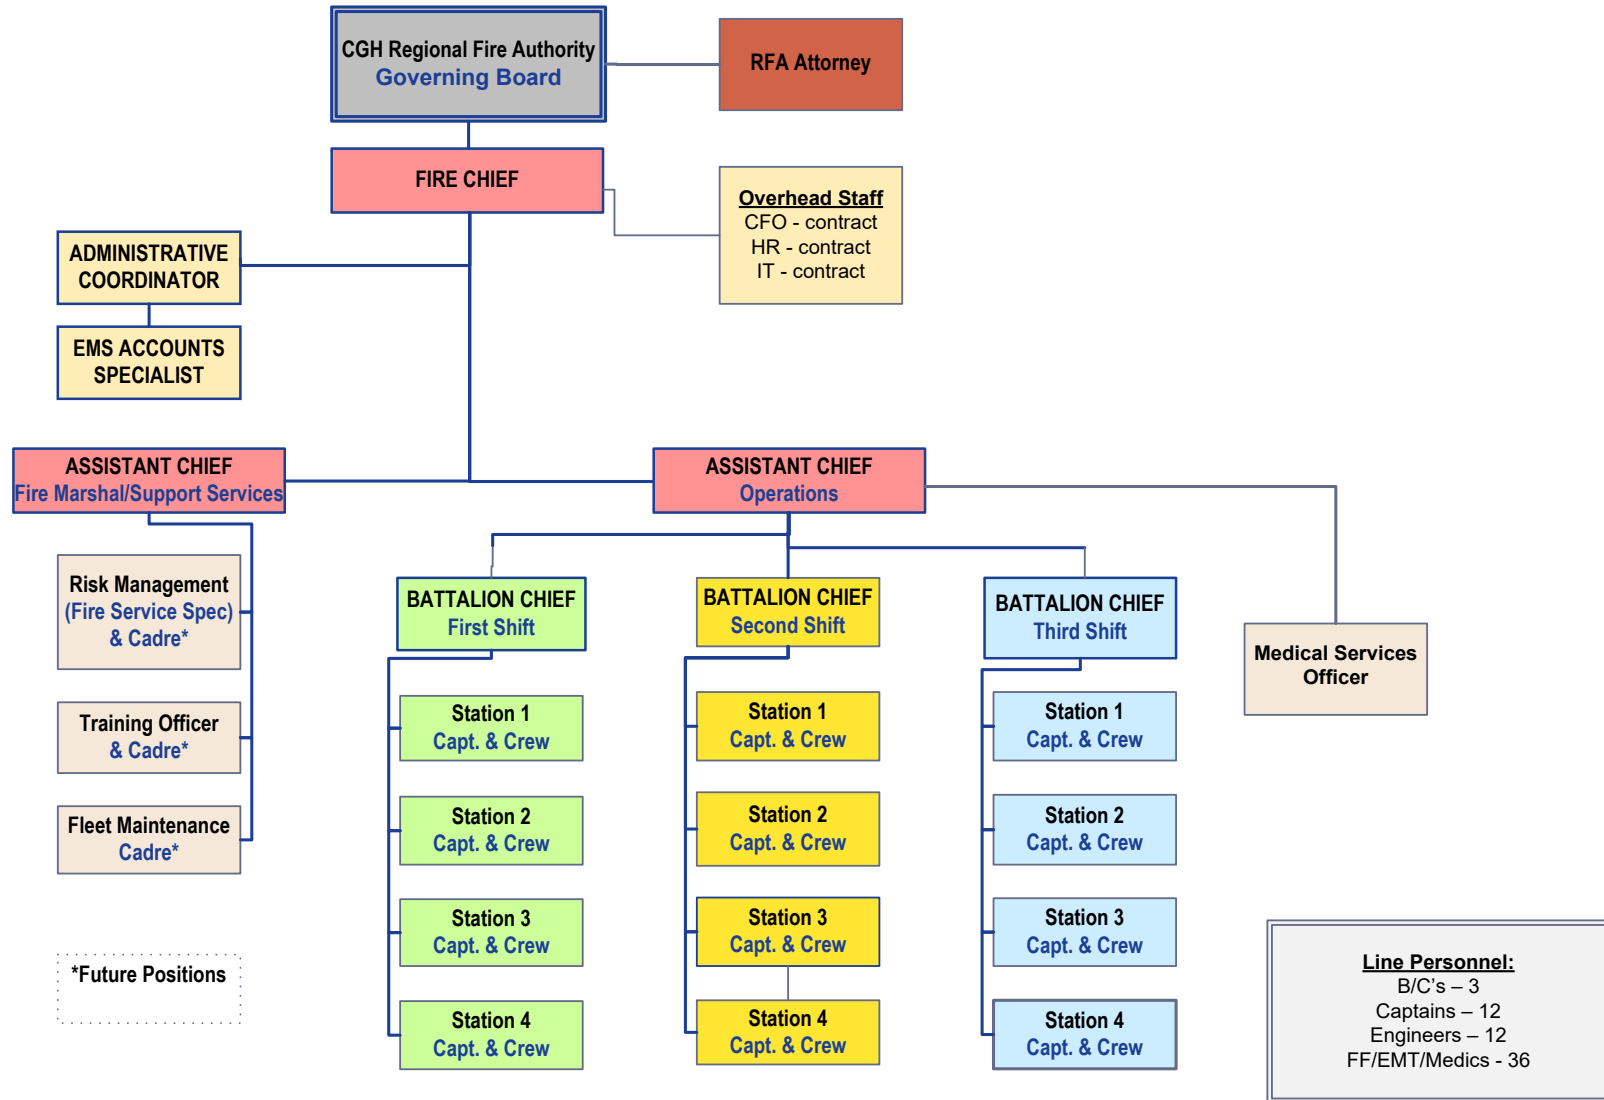 CGH Regional Fire Authority
Governing Board
RFA Attorney
FIRE CHIEF
Overhead Staff
CFO - contract
HR - contract
IT - contract
ADMINISTRATIVE
COORDINATOR
EMS ACCOUNTS
SPECIALIST
ASSISTANT CHIEF
Fire Marshal/Support Services
ASSISTANT CHIEF
Operations
Risk Management
(Fire Service Spec)
& Cadre*
Training Officer
& Cadre*
Fleet Maintenance
Cadre*
*Future Positions
BATTALION CHIEF
First Shift
Station 1
Capt. & Crew
Station 2
Capt. & Crew
Station 3
Capt. & Crew
Station 4
Capt. & Crew
BATTALION CHIEF
Second Shift
Station 1
Capt. & Crew
Station 2
Capt. & Crew
Station 3
Capt. & Crew
Station 4
Capt. & Crew
BATTALION CHIEF
Third Shift
Station 1
Capt. & Crew
Station 2
Capt. & Crew
Station 3
Capt. & Crew
Station 4
Capt. & Crew
Medical Services
Officer
Line Personnel:
B/C’s – 3
Captains – 12
Engineers – 12
FF/EMT/Medics - 36